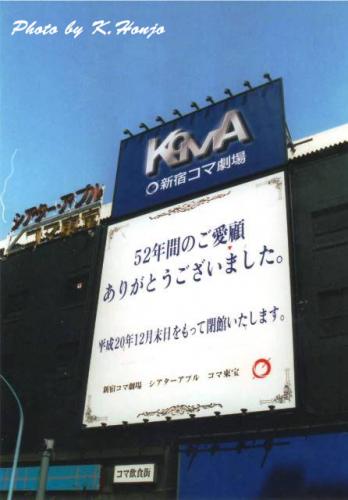 Photo by K.Honjo
KOMA
新宿コマ劇場
シアターアプル
コマ東宝
52年間のご愛顧
ありがとうございました。
平成20年12月末日をもって閉館いたします。
新宿コマ劇場 シアターアプル コマ東宝
コマ飲食街